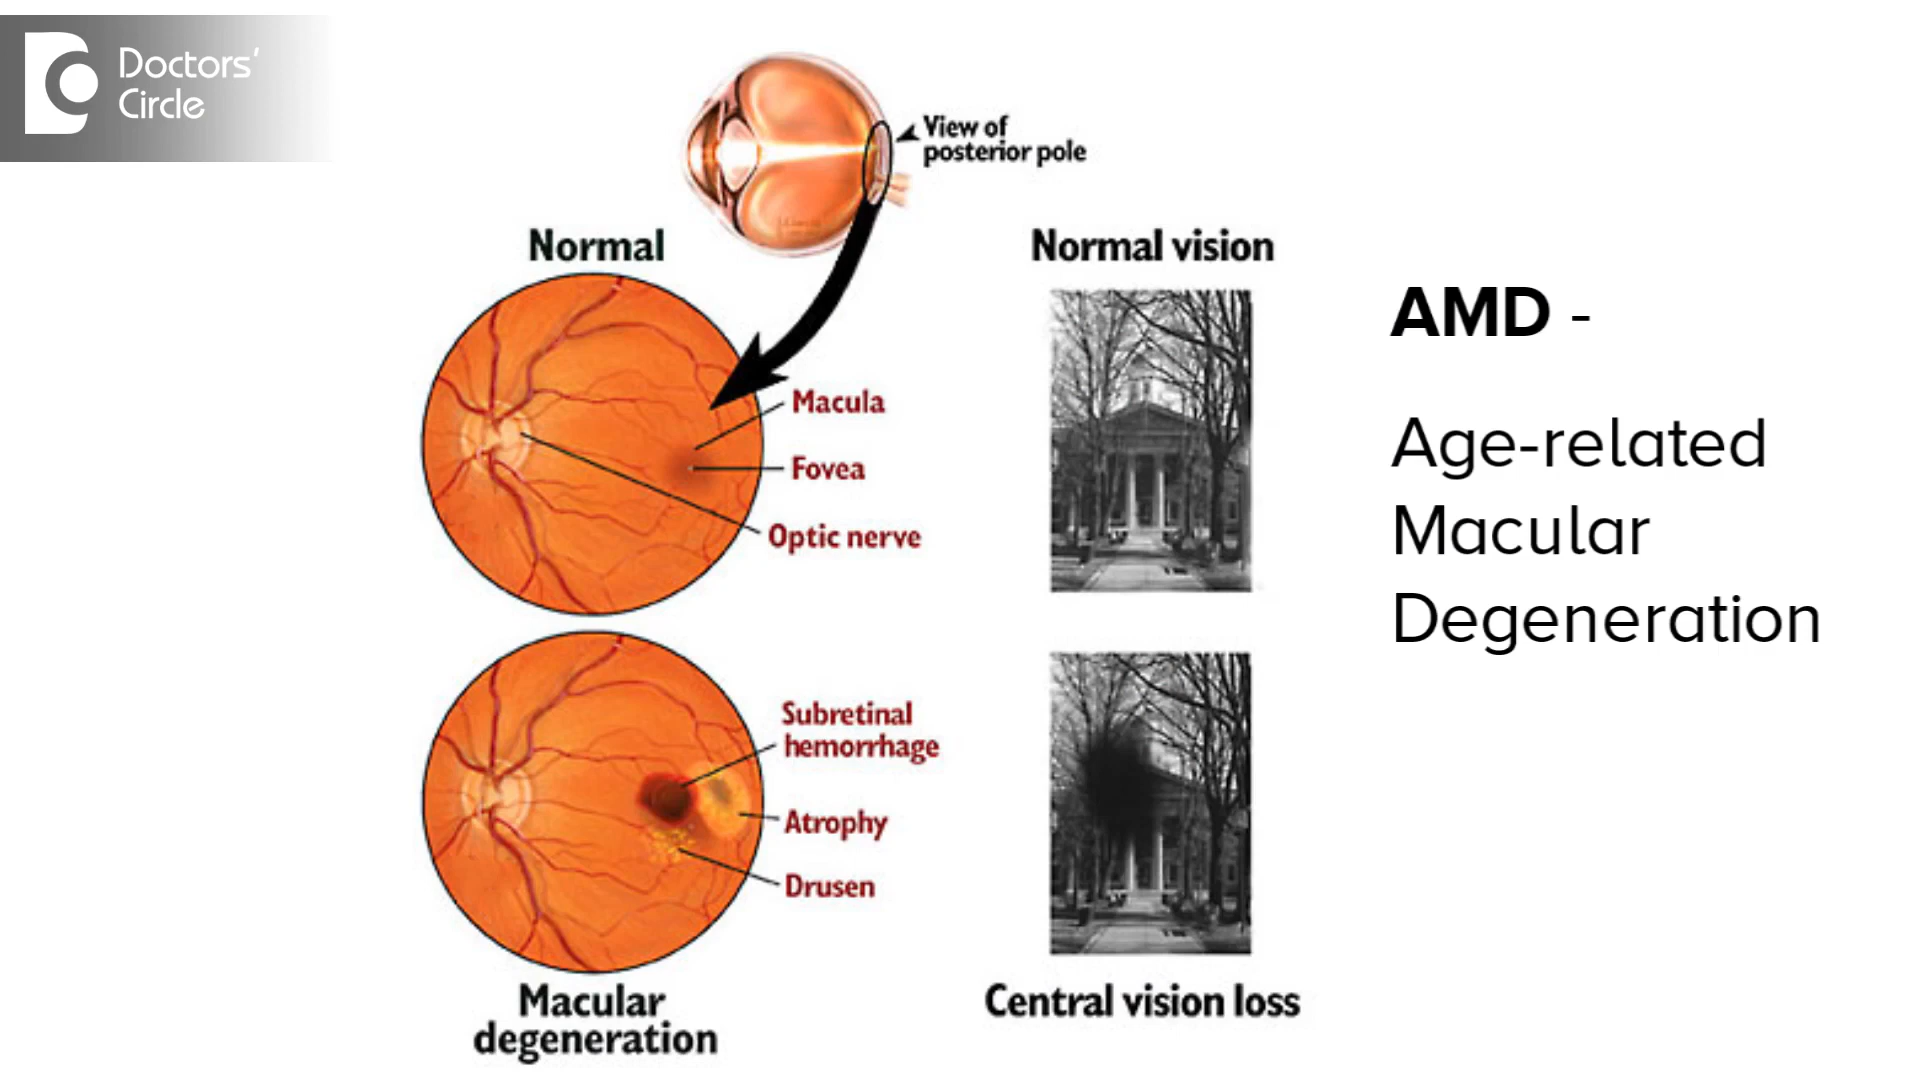 Doctors'
Circle
View of
posterior pole
Normal
Normal vision
Macula
Fovea
Optic nerve
AMD -
Age-related
Macular
Degeneration
Subretinal
hemorrhage
Atrophy
Drusen
Macular
degeneration
Central vision loss